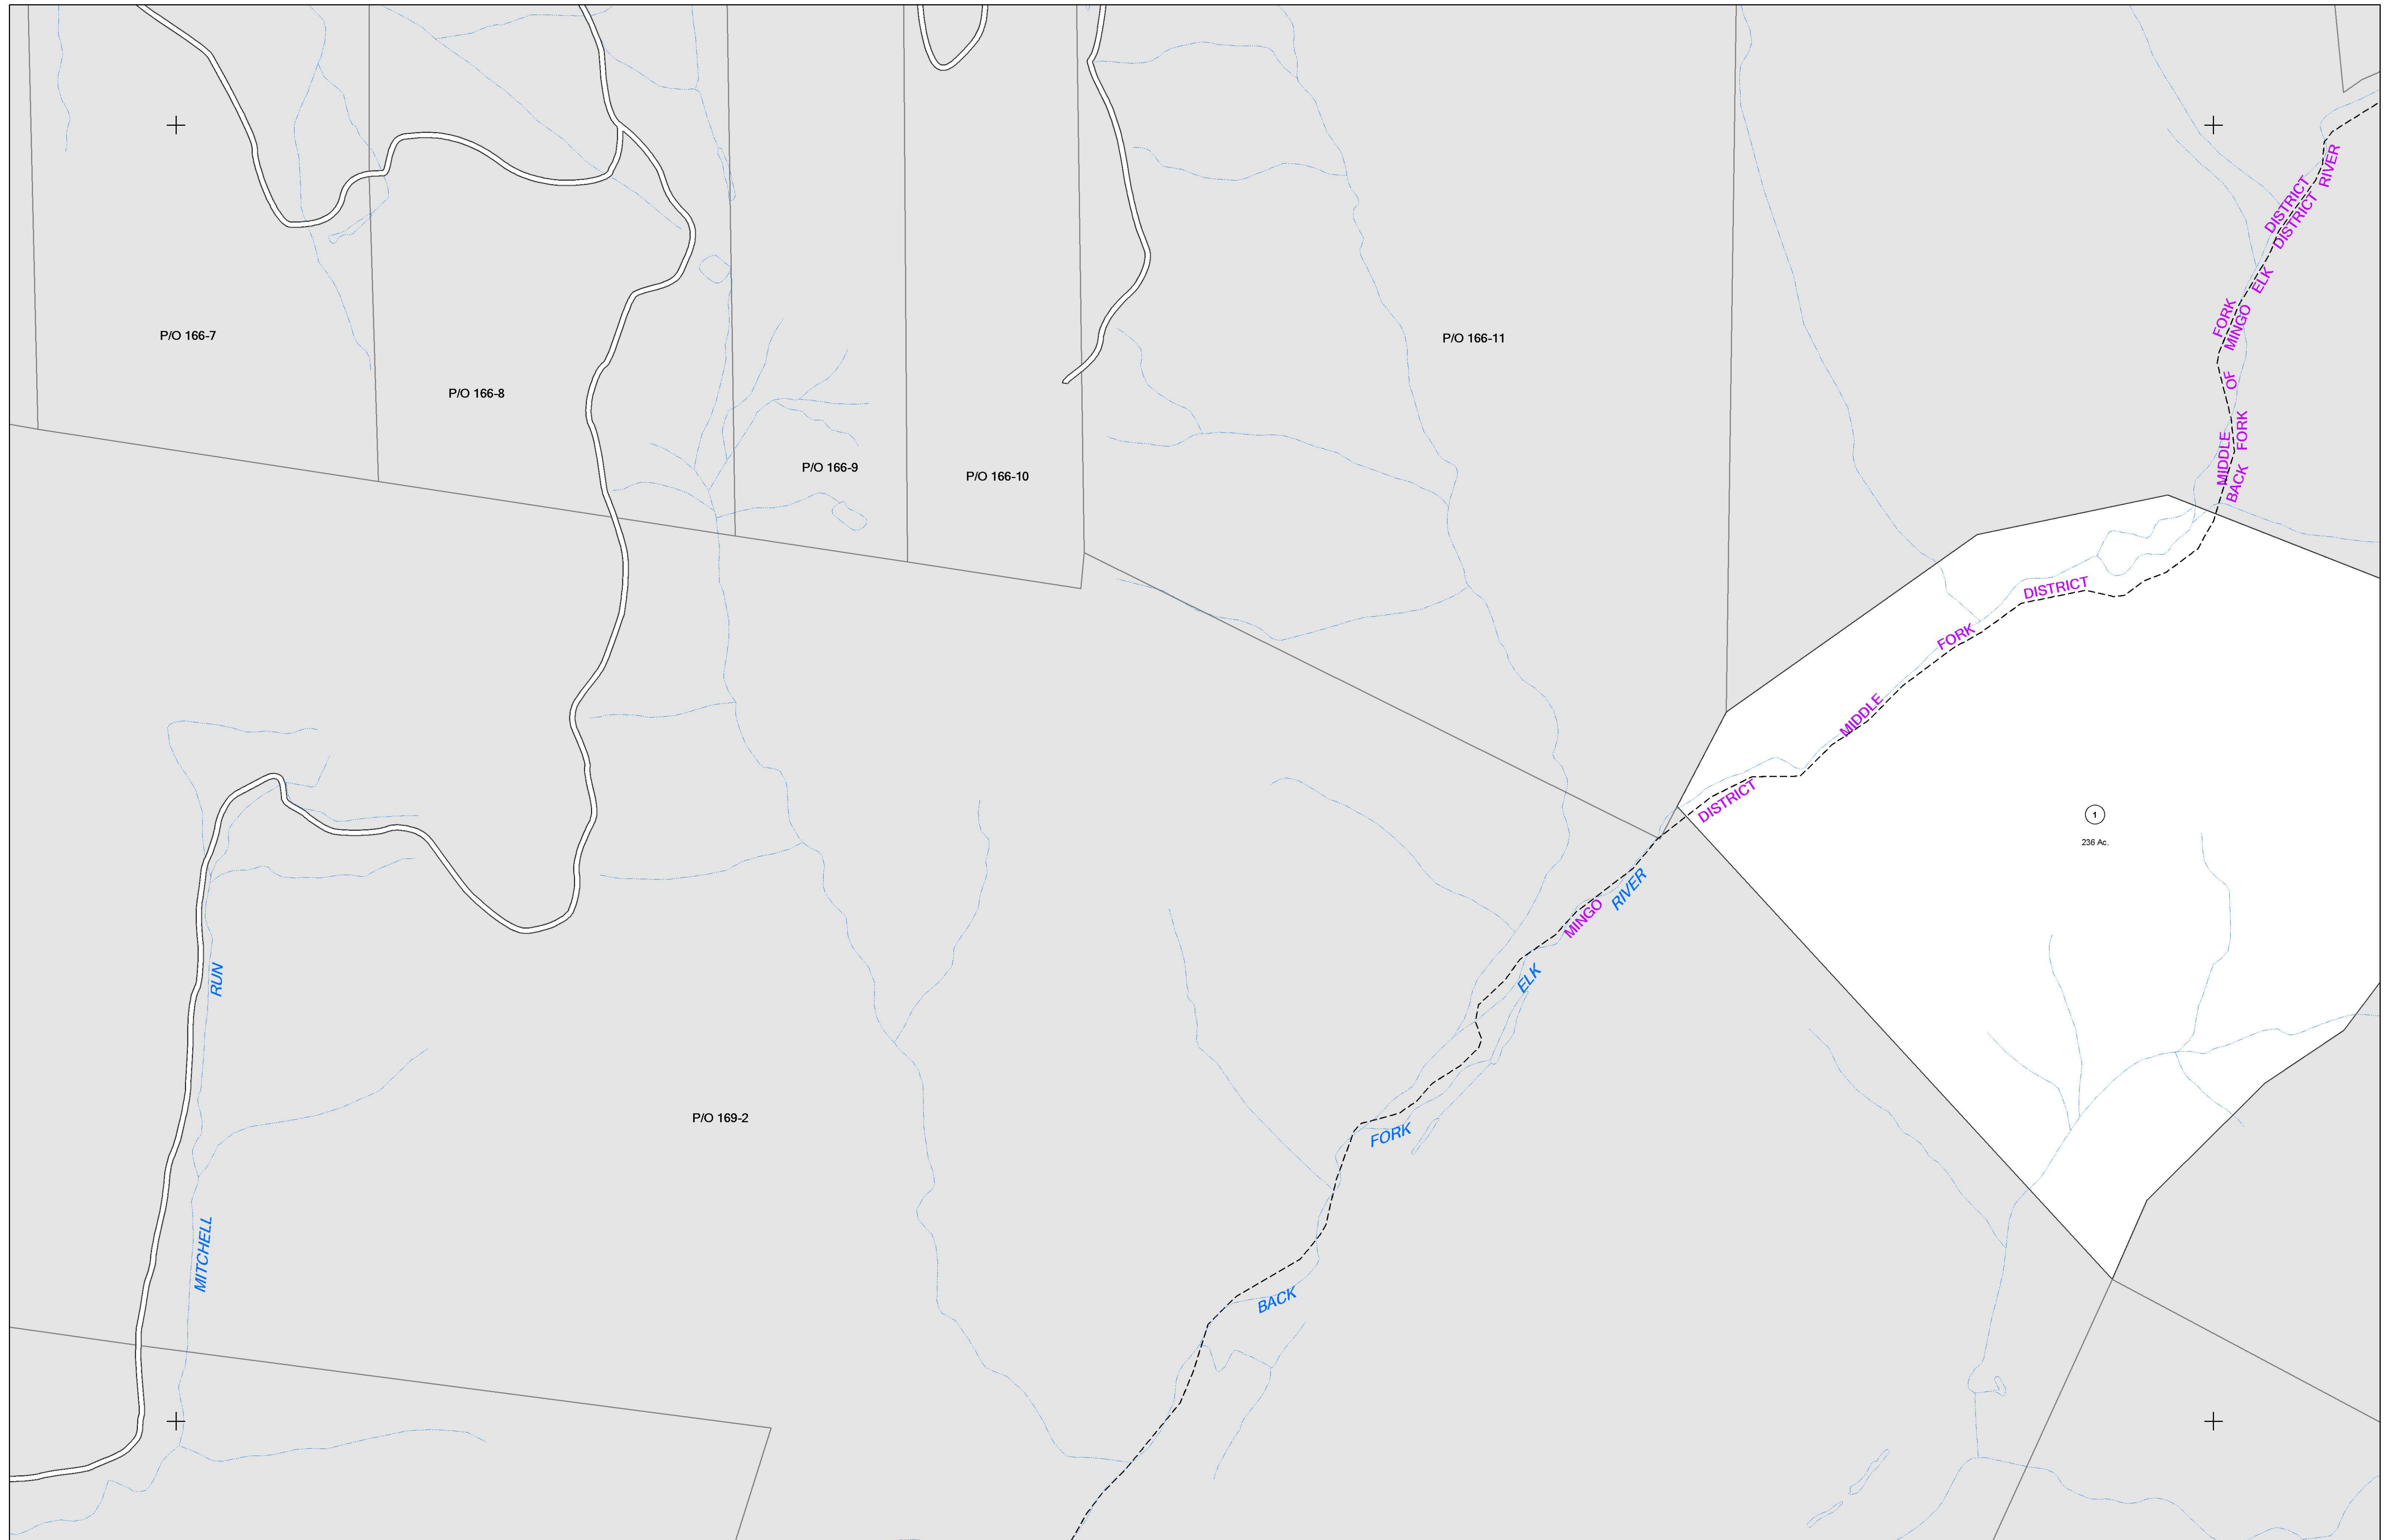 P/O 166-7
P/O 166-8
P/O 166-9
P/O 166-10
P/O 166-11
MIDDLE FORK DISTRICT
MINGO DISTRICT
BACK FORK OF ELK RIVER
MINGO DISTRICT
MIDDLE FORK DISTRICT
1
236 Ac.
BACK FORK ELK RIVER
MITCHELL RUN
P/O 169-2